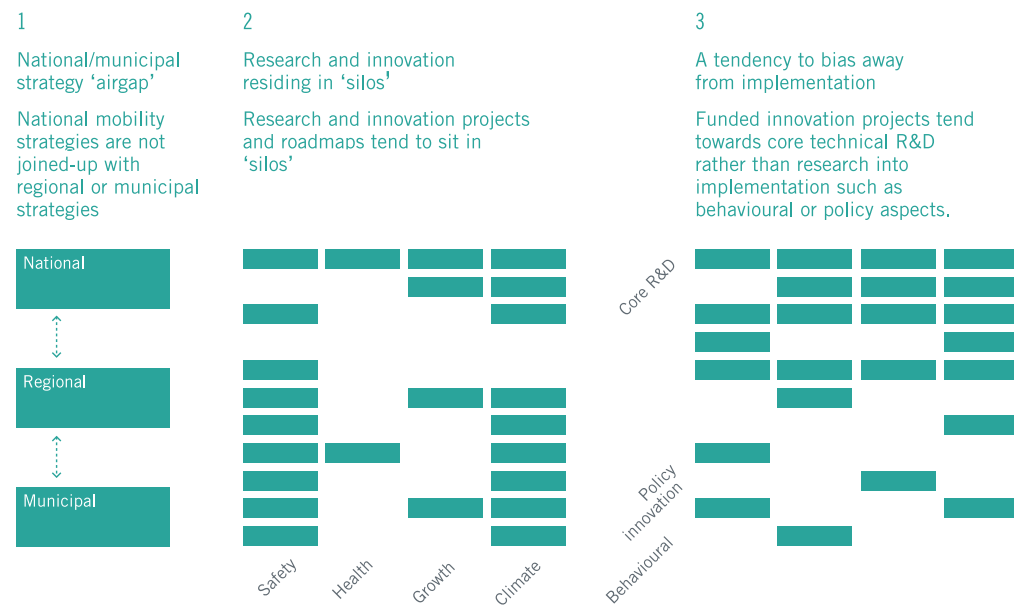 1
National/municipal
strategy ‘airgap’
National mobility
strategies are not
joined-up with
regional or municipal
strategies
National
Regional
Municipal
2
Research and innovation
residing in ‘silos’
Research and innovation projects
and roadmaps tend to sit in
‘silos’
Safety
Health
Growth
Climate
3
A tendency to bias away
from implementation
Funded innovation projects tend
towards core technical R&D
rather than research into
implementation such as
behavioural or policy aspects.
Core R&D
Policy
innovation
Behavioural